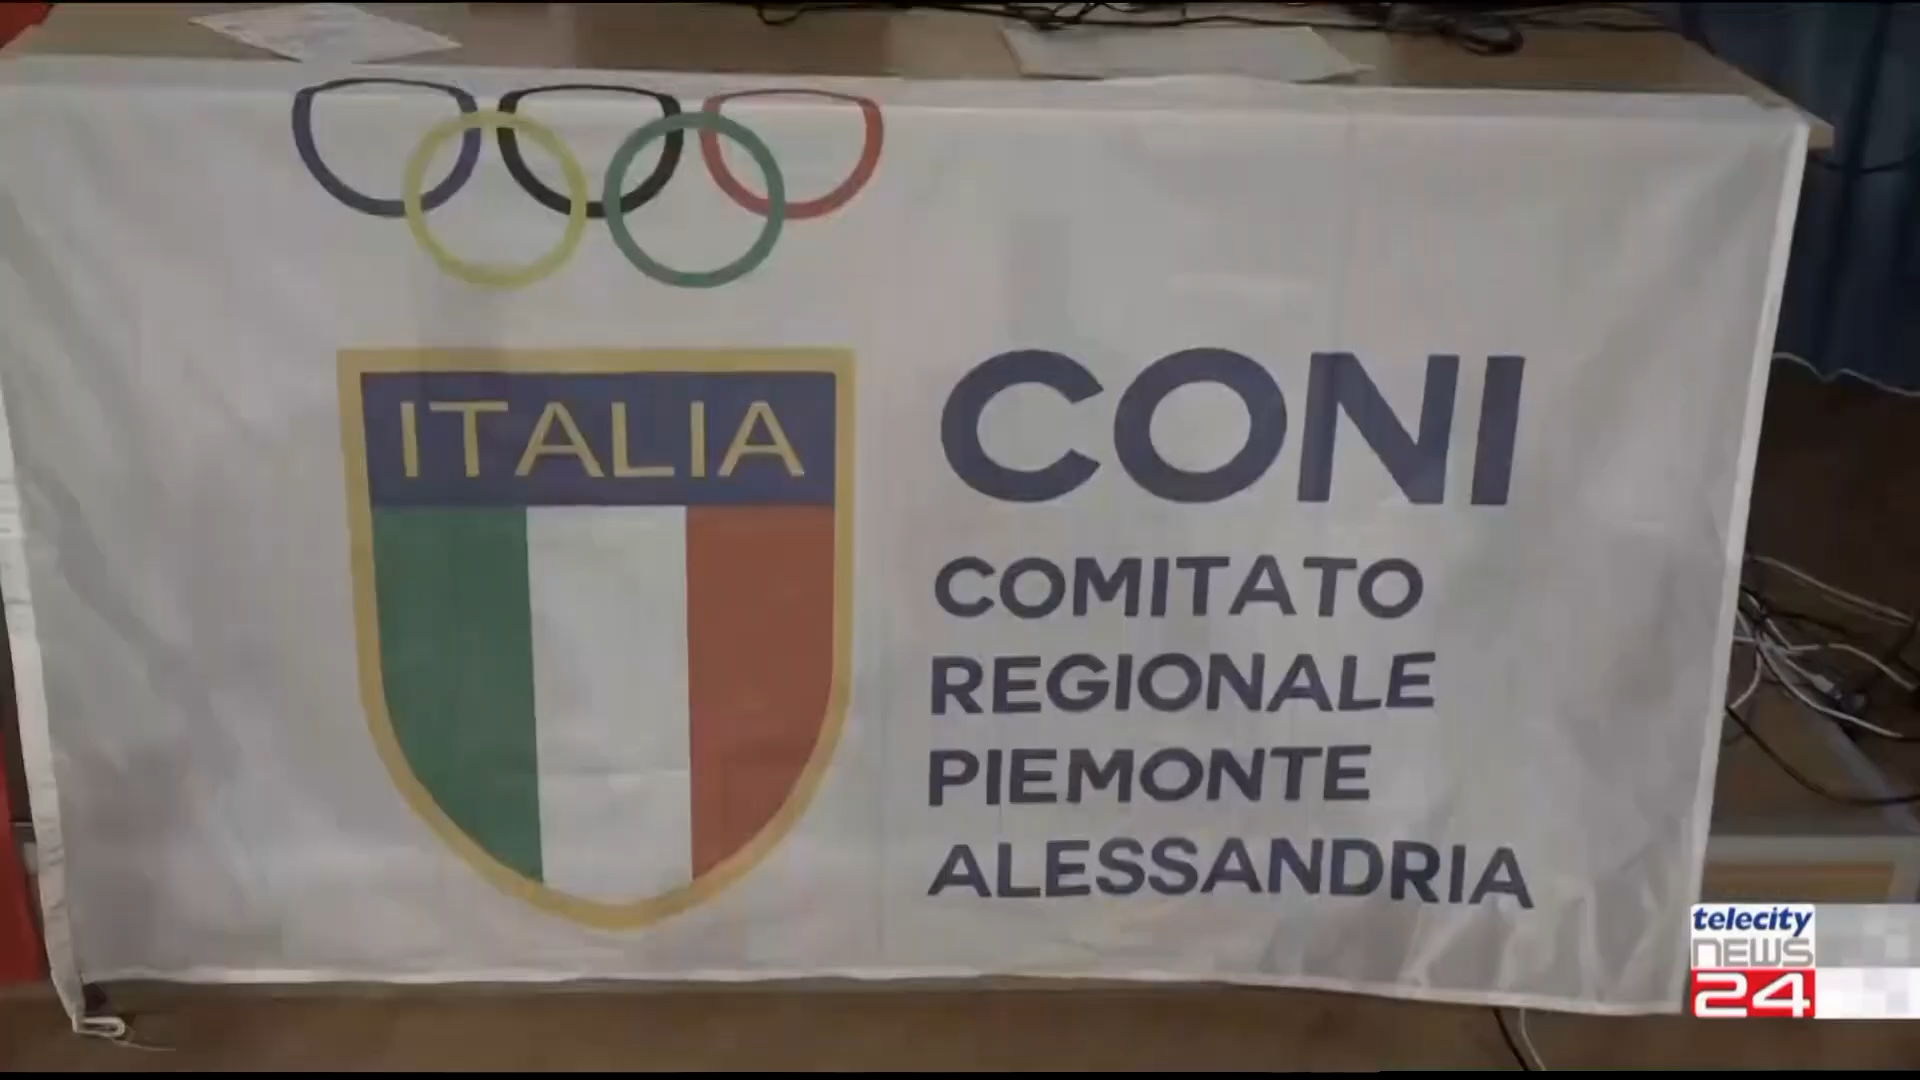 ITALIA
CONI
COMITATO
REGIONALE
PIEMONTE
ALESSANDRIA
telecity
NEWS
24